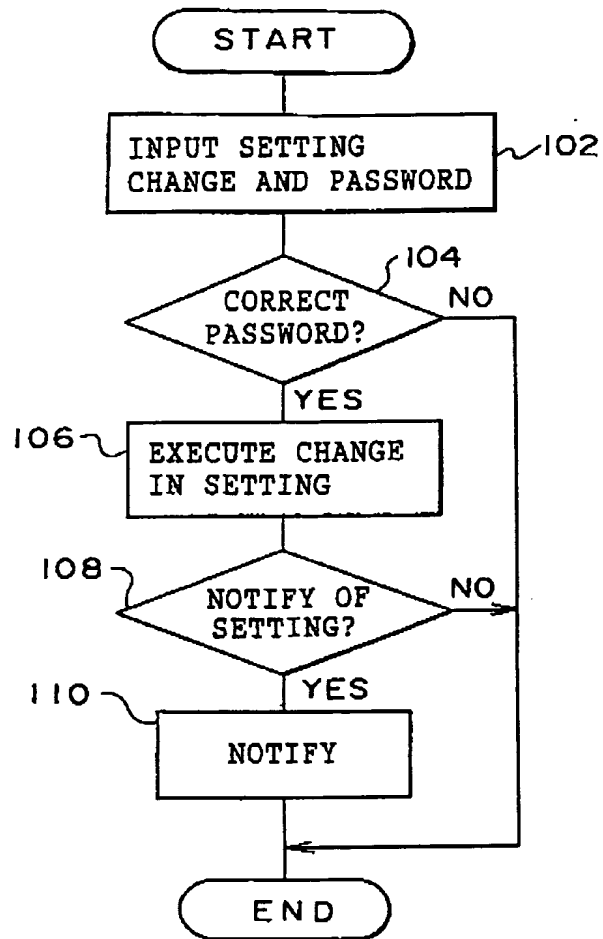 START
INPUT SETTING
CHANGE AND PASSWORD
102
104
CORRECT
PASSWORD?
NO
YES
106
EXECUTE CHANGE
IN SETTING
108
NOTIFY OF
SETTING?
NO
YES
110
NOTIFY
END